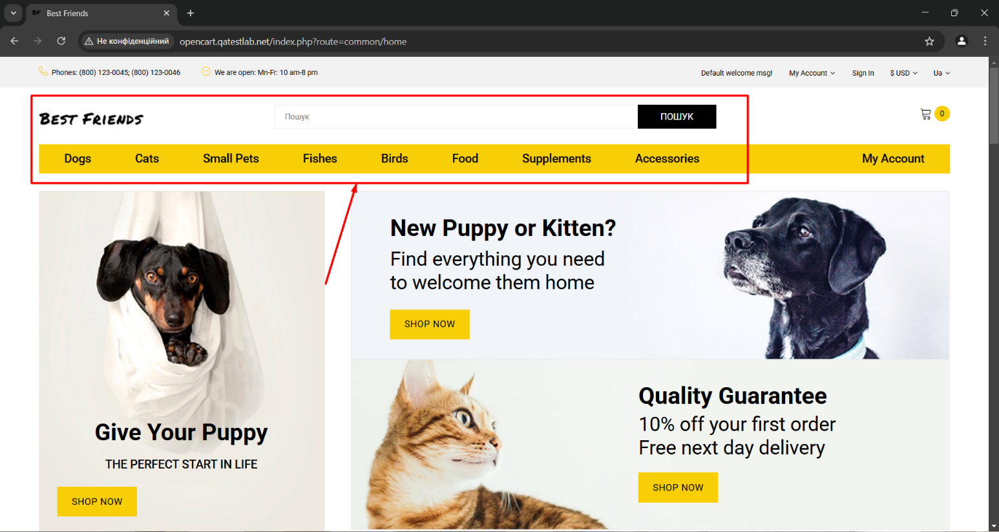 BF Best Friends
Не конфіденційний opencart.qatestlab.net/index.php?route=common/home
Phones: (800) 123-0045; (800) 123-0046 We are open: Mn-Fr: 10 am-8 pm Default welcome msg! My Account Sign In $ USD Ua
BEST FRIENDS Пошук ПОШУК 0
Dogs Cats Small Pets Fishes Birds Food Supplements Accessories My Account
New Puppy or Kitten?
Find everything you need
to welcome them home
SHOP NOW
Give Your Puppy
THE PERFECT START IN LIFE
SHOP NOW
Quality Guarantee
10% off your first order
Free next day delivery
SHOP NOW